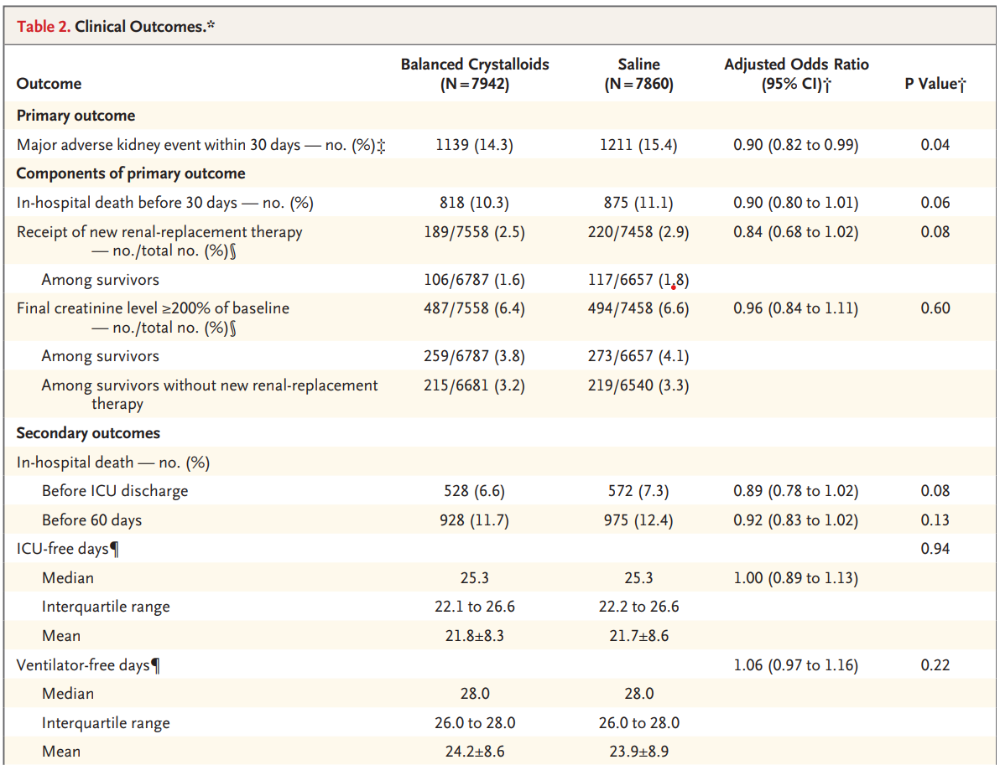 Table 2. Clinical Outcomes.*
Outcome Balanced Crystalloids (N=7942) Saline (N=7860) Adjusted Odds Ratio (95% CI)† P Value†
Primary outcome
Major adverse kidney event within 30 days — no. (%)‡ 1139 (14.3) 1211 (15.4) 0.90 (0.82 to 0.99) 0.04
Components of primary outcome
In-hospital death before 30 days — no. (%) 818 (10.3) 875 (11.1) 0.90 (0.80 to 1.01) 0.06
Receipt of new renal-replacement therapy 189/7558 (2.5) 220/7458 (2.9) 0.84 (0.68 to 1.02) 0.08
— no./total no. (%)§
Among survivors 106/6787 (1.6) 117/6657 (1.8)
Final creatinine level ≥200% of baseline 487/7558 (6.4) 494/7458 (6.6) 0.96 (0.84 to 1.11) 0.60
— no./total no. (%)§
Among survivors 259/6787 (3.8) 273/6657 (4.1)
Among survivors without new renal-replacement 215/6681 (3.2) 219/6540 (3.3)
therapy
Secondary outcomes
In-hospital death — no. (%)
Before ICU discharge 528 (6.6) 572 (7.3) 0.89 (0.78 to 1.02) 0.08
Before 60 days 928 (11.7) 975 (12.4) 0.92 (0.83 to 1.02) 0.13
ICU-free days¶ 0.94
Median 25.3 25.3 1.00 (0.89 to 1.13)
Interquartile range 22.1 to 26.6 22.2 to 26.6
Mean 21.8±8.3 21.7±8.6
Ventilator-free days¶ 1.06 (0.97 to 1.16) 0.22
Median 28.0 28.0
Interquartile range 26.0 to 28.0 26.0 to 28.0
Mean 24.2±8.6 23.9±8.9